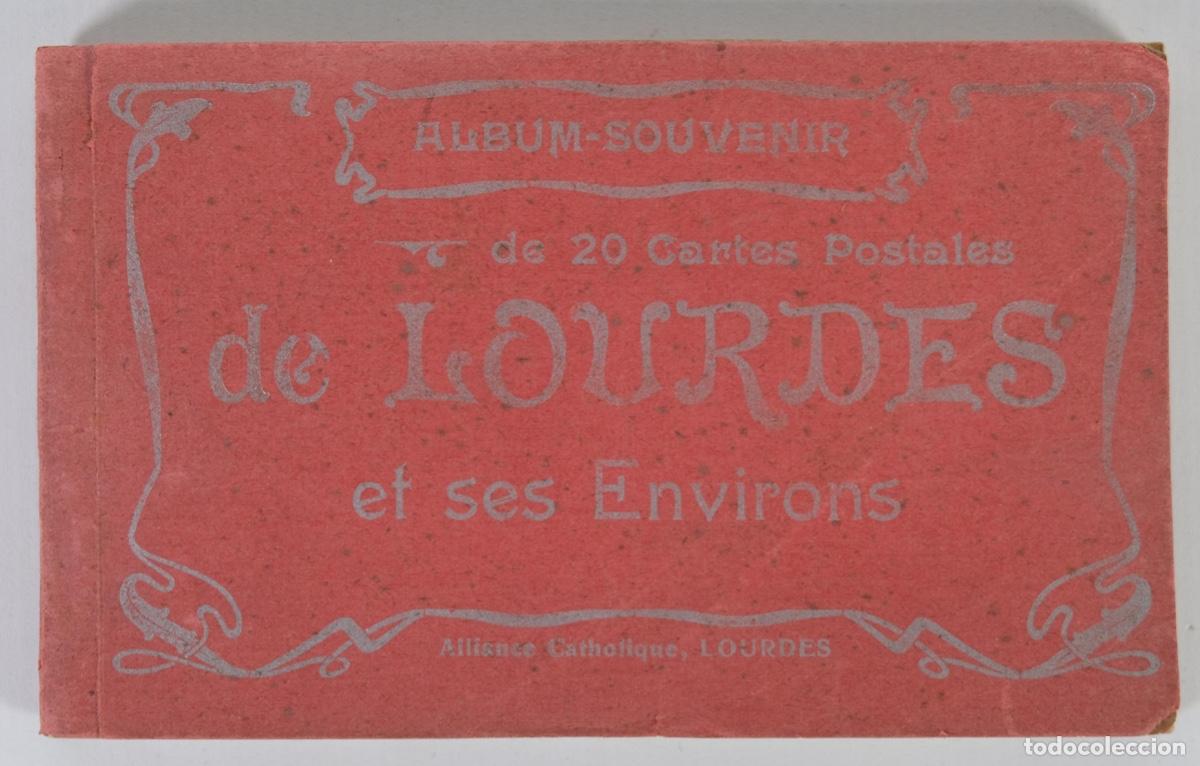 ALBUM-SOUVENIR
de 20 Cartes Postales
de LOURDES
et ses Environs
Alliance Catholique, LOURDES
todocoleccion